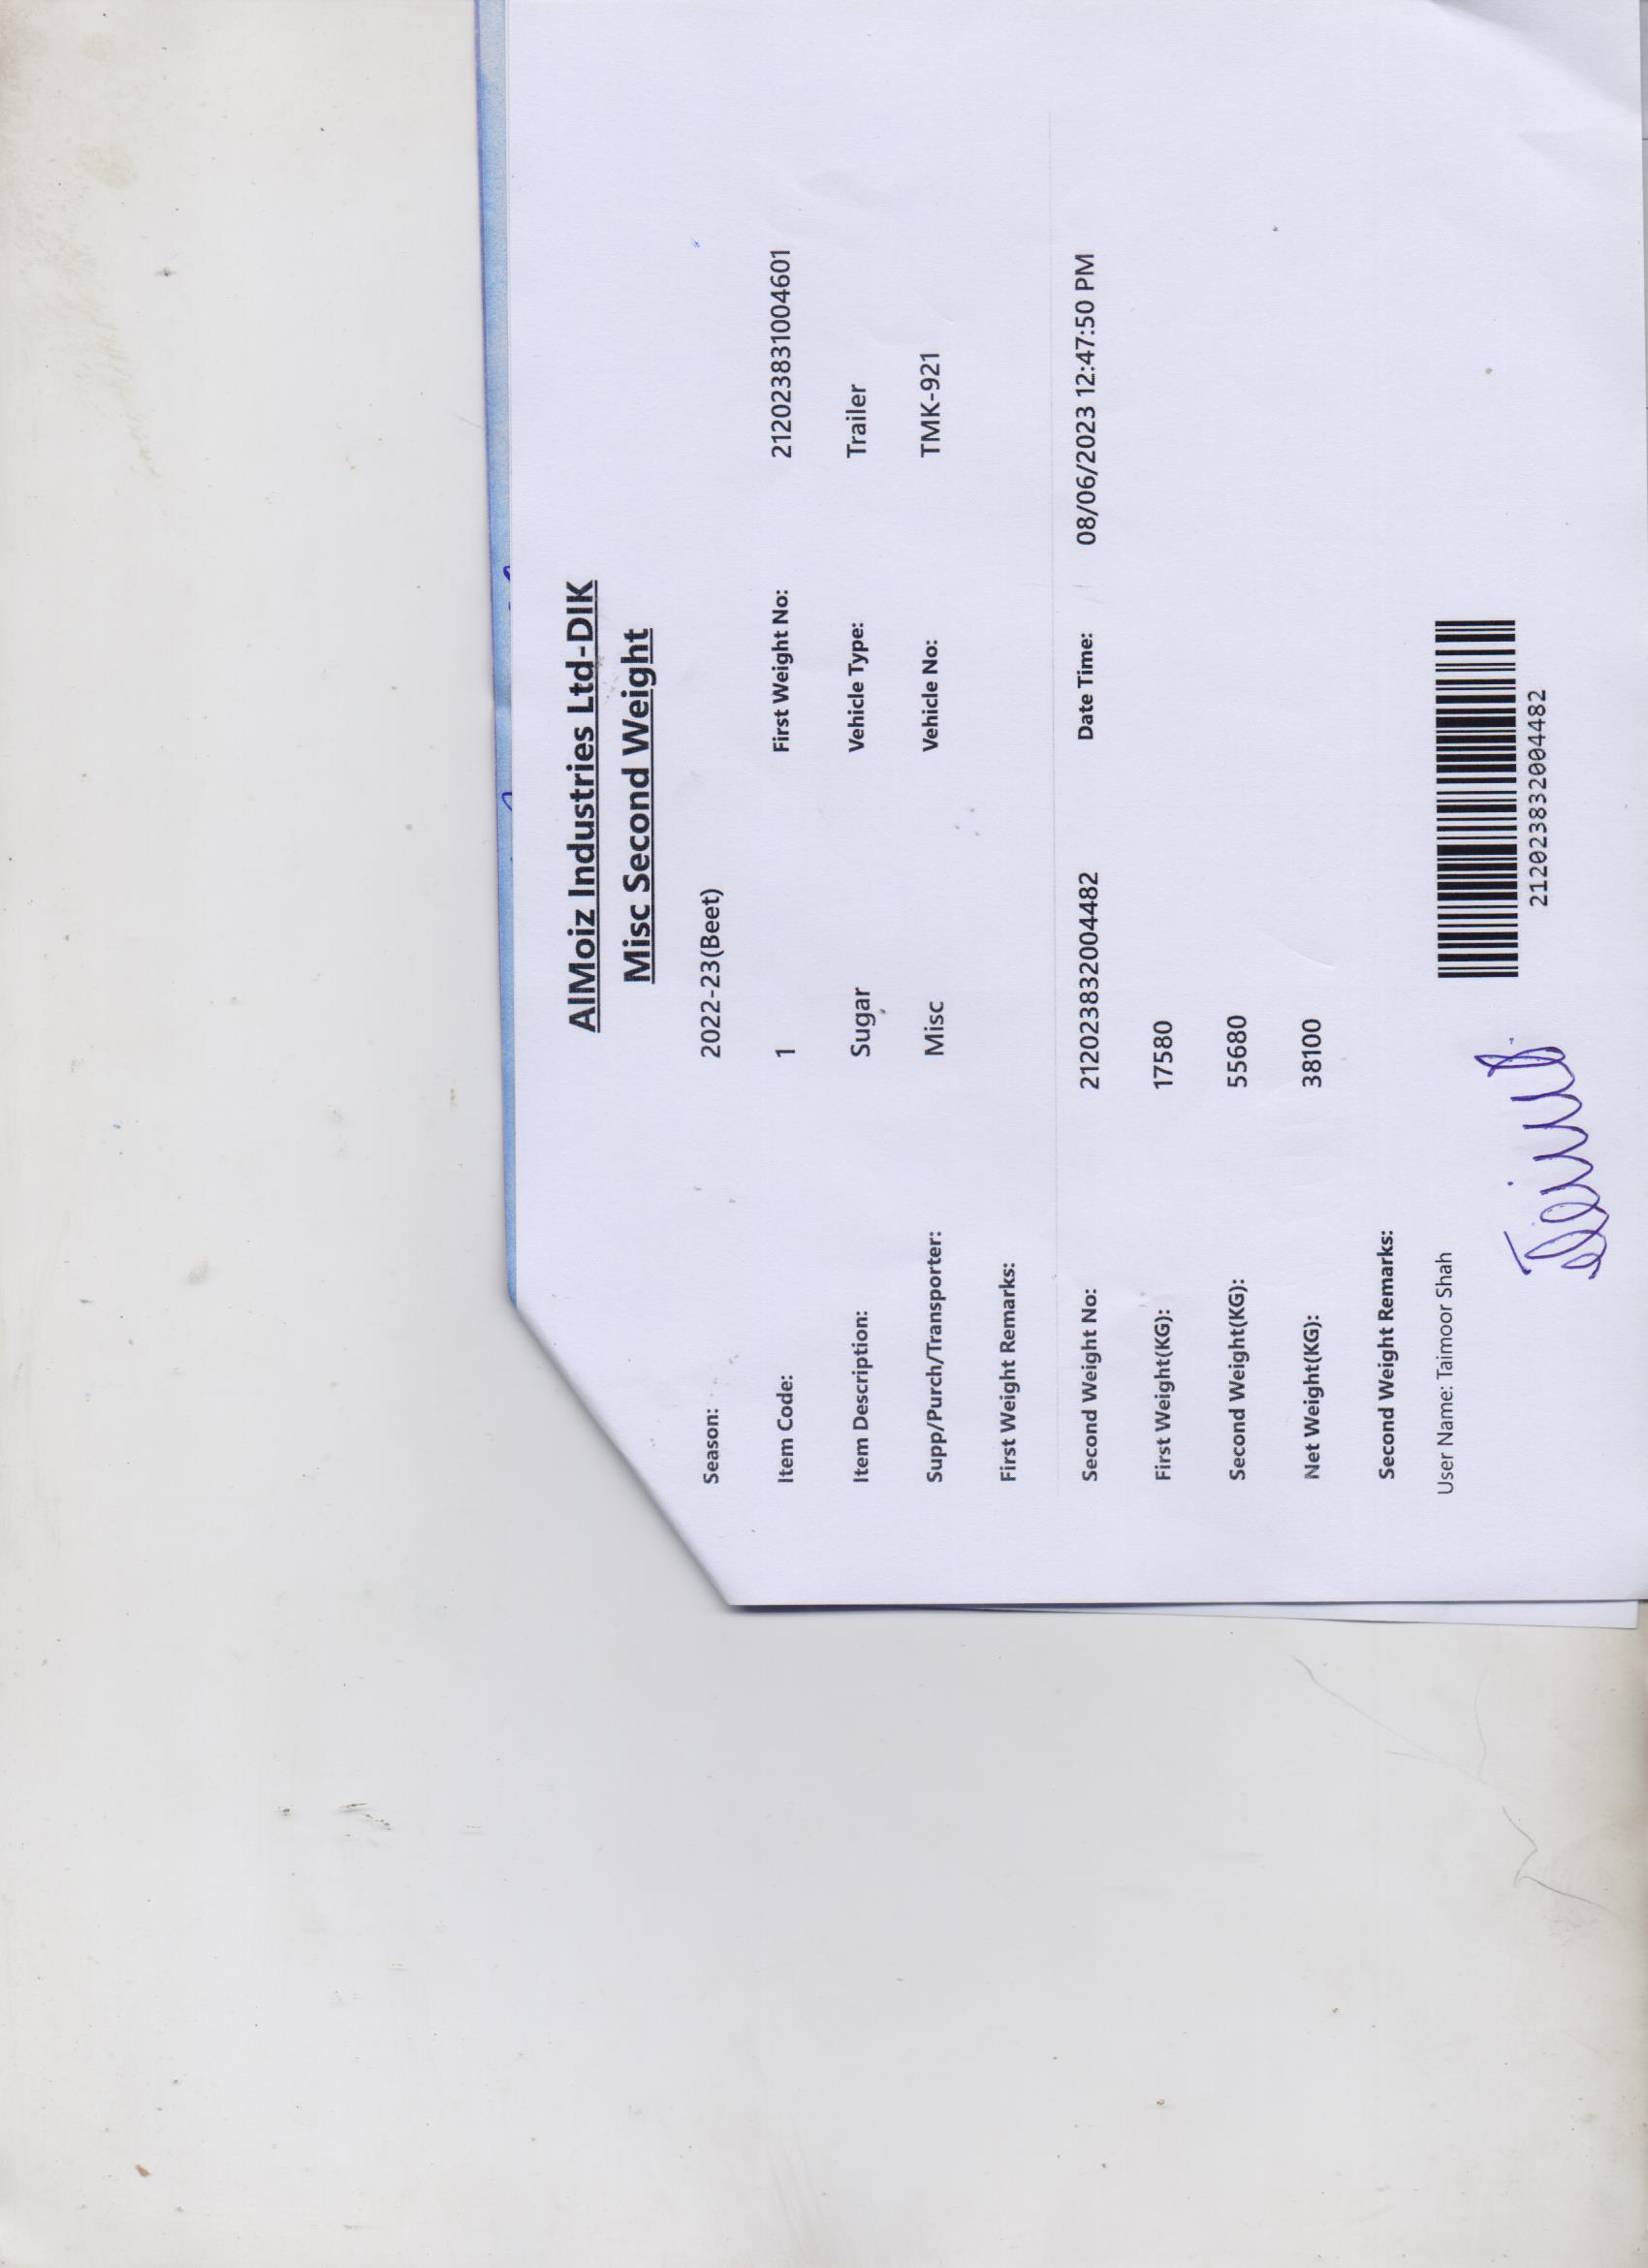 AlMoiz Industries Ltd-DIK
Misc Second Weight
Season: 2022-23(Beet)
Item Code: 1 First Weight No: 2120238310004601
Item Description: Sugar Vehicle Type: Trailer
Supp/Purch/Transporter: Misc Vehicle No: TMK-921
First Weight Remarks:
Second Weight No: 212023832004482 Date Time: 08/06/2023 12:47:50 PM
First Weight(KG): 17580
Second Weight(KG): 55680
Net Weight(KG): 38100
Second Weight Remarks:
User Name: Taimoor Shah
212023832004482